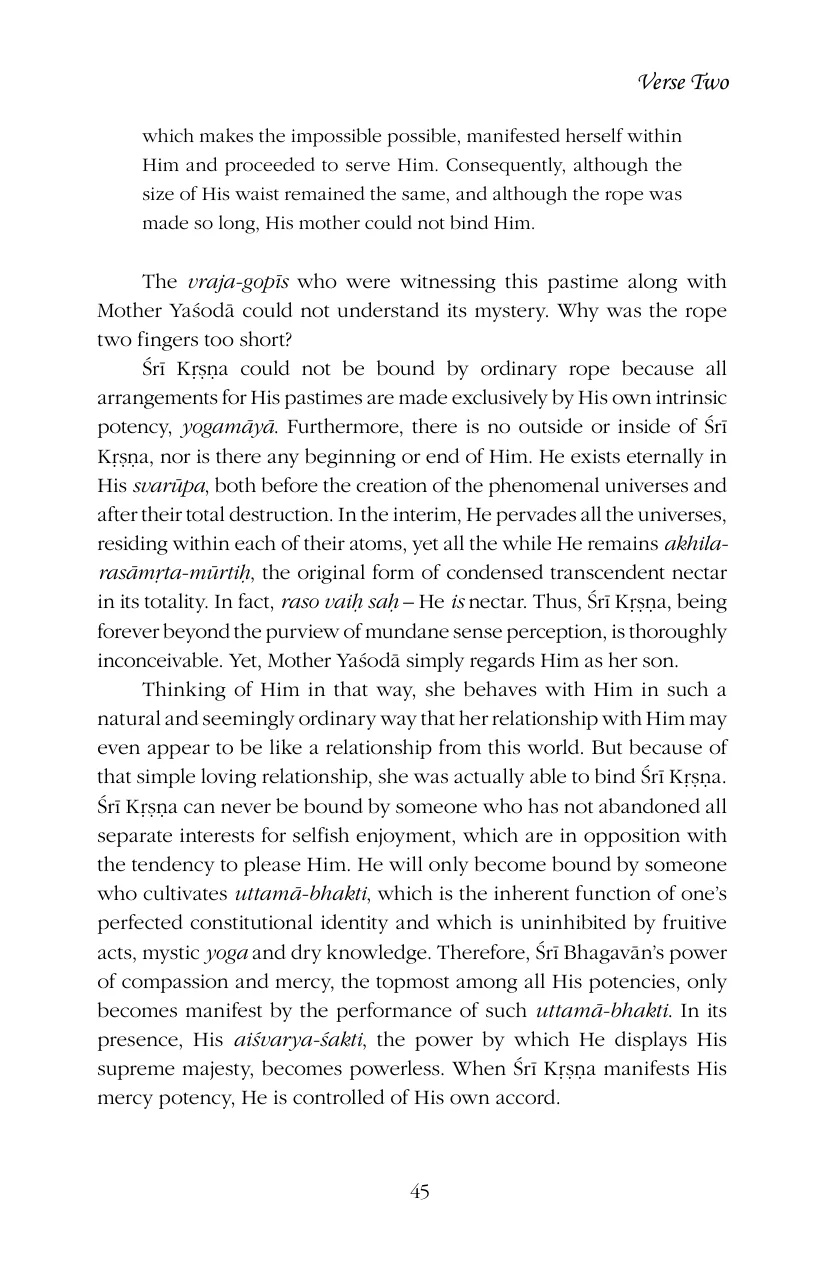 Verse Two
which makes the impossible possible, manifested herself within
Him and proceeded to serve Him. Consequently, although the
size of His waist remained the same, and although the rope was
made so long, His mother could not bind Him.
The vraja-gopīs who were witnessing this pastime along with
Mother Yaśodā could not understand its mystery. Why was the rope
two fingers too short?
Śrī Kṛṣṇa could not be bound by ordinary rope because all
arrangements for His pastimes are made exclusively by His own intrinsic
potency, yogamāyā. Furthermore, there is no outside or inside of Śrī
Kṛṣṇa, nor is there any beginning or end of Him. He exists eternally in
His svarūpa, both before the creation of the phenomenal universes and
after their total destruction. In the interim, He pervades all the universes,
residing within each of their atoms, yet all the while He remains akhila-
rasāmṛta-mūrtiḥ, the original form of condensed transcendent nectar
in its totality. In fact, raso vaiḥ saḥ – He is nectar. Thus, Śrī Kṛṣṇa, being
forever beyond the purview of mundane sense perception, is thoroughly
inconceivable. Yet, Mother Yaśodā simply regards Him as her son.
Thinking of Him in that way, she behaves with Him in such a
natural and seemingly ordinary way that her relationship with Him may
even appear to be like a relationship from this world. But because of
that simple loving relationship, she was actually able to bind Śrī Kṛṣṇa.
Śrī Kṛṣṇa can never be bound by someone who has not abandoned all
separate interests for selfish enjoyment, which are in opposition with
the tendency to please Him. He will only become bound by someone
who cultivates uttamā-bhakti, which is the inherent function of one's
perfected constitutional identity and which is uninhibited by fruitive
acts, mystic yoga and dry knowledge. Therefore, Śrī Bhagavān's power
of compassion and mercy, the topmost among all His potencies, only
becomes manifest by the performance of such uttamā-bhakti. In its
presence, His aiśvarya-śakti, the power by which He displays His
supreme majesty, becomes powerless. When Śrī Kṛṣṇa manifests His
mercy potency, He is controlled of His own accord.
45